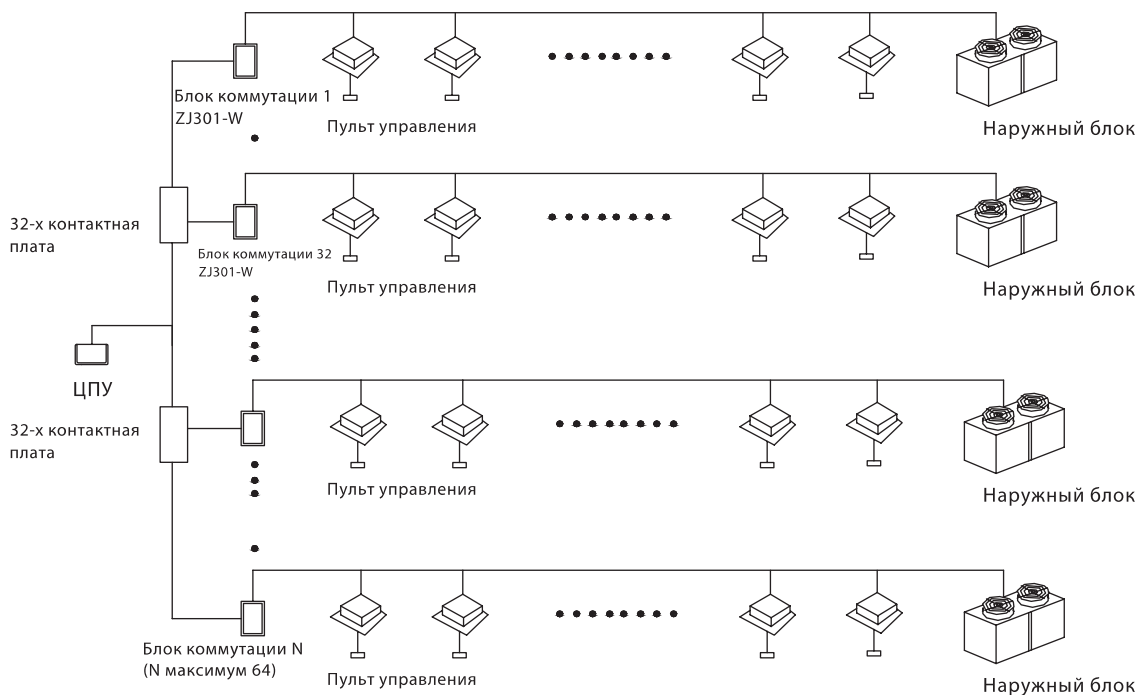 Блок коммутации 1
ZJ301-W
Пульт управления
Наружный блок
32-х контактная
плата
Блок коммутации 32
ZJ301-W
Пульт управления
Наружный блок
ЦПУ
32-х контактная
плата
Пульт управления
Наружный блок
Блок коммутации N
(N максимум 64)
Пульт управления
Наружный блок